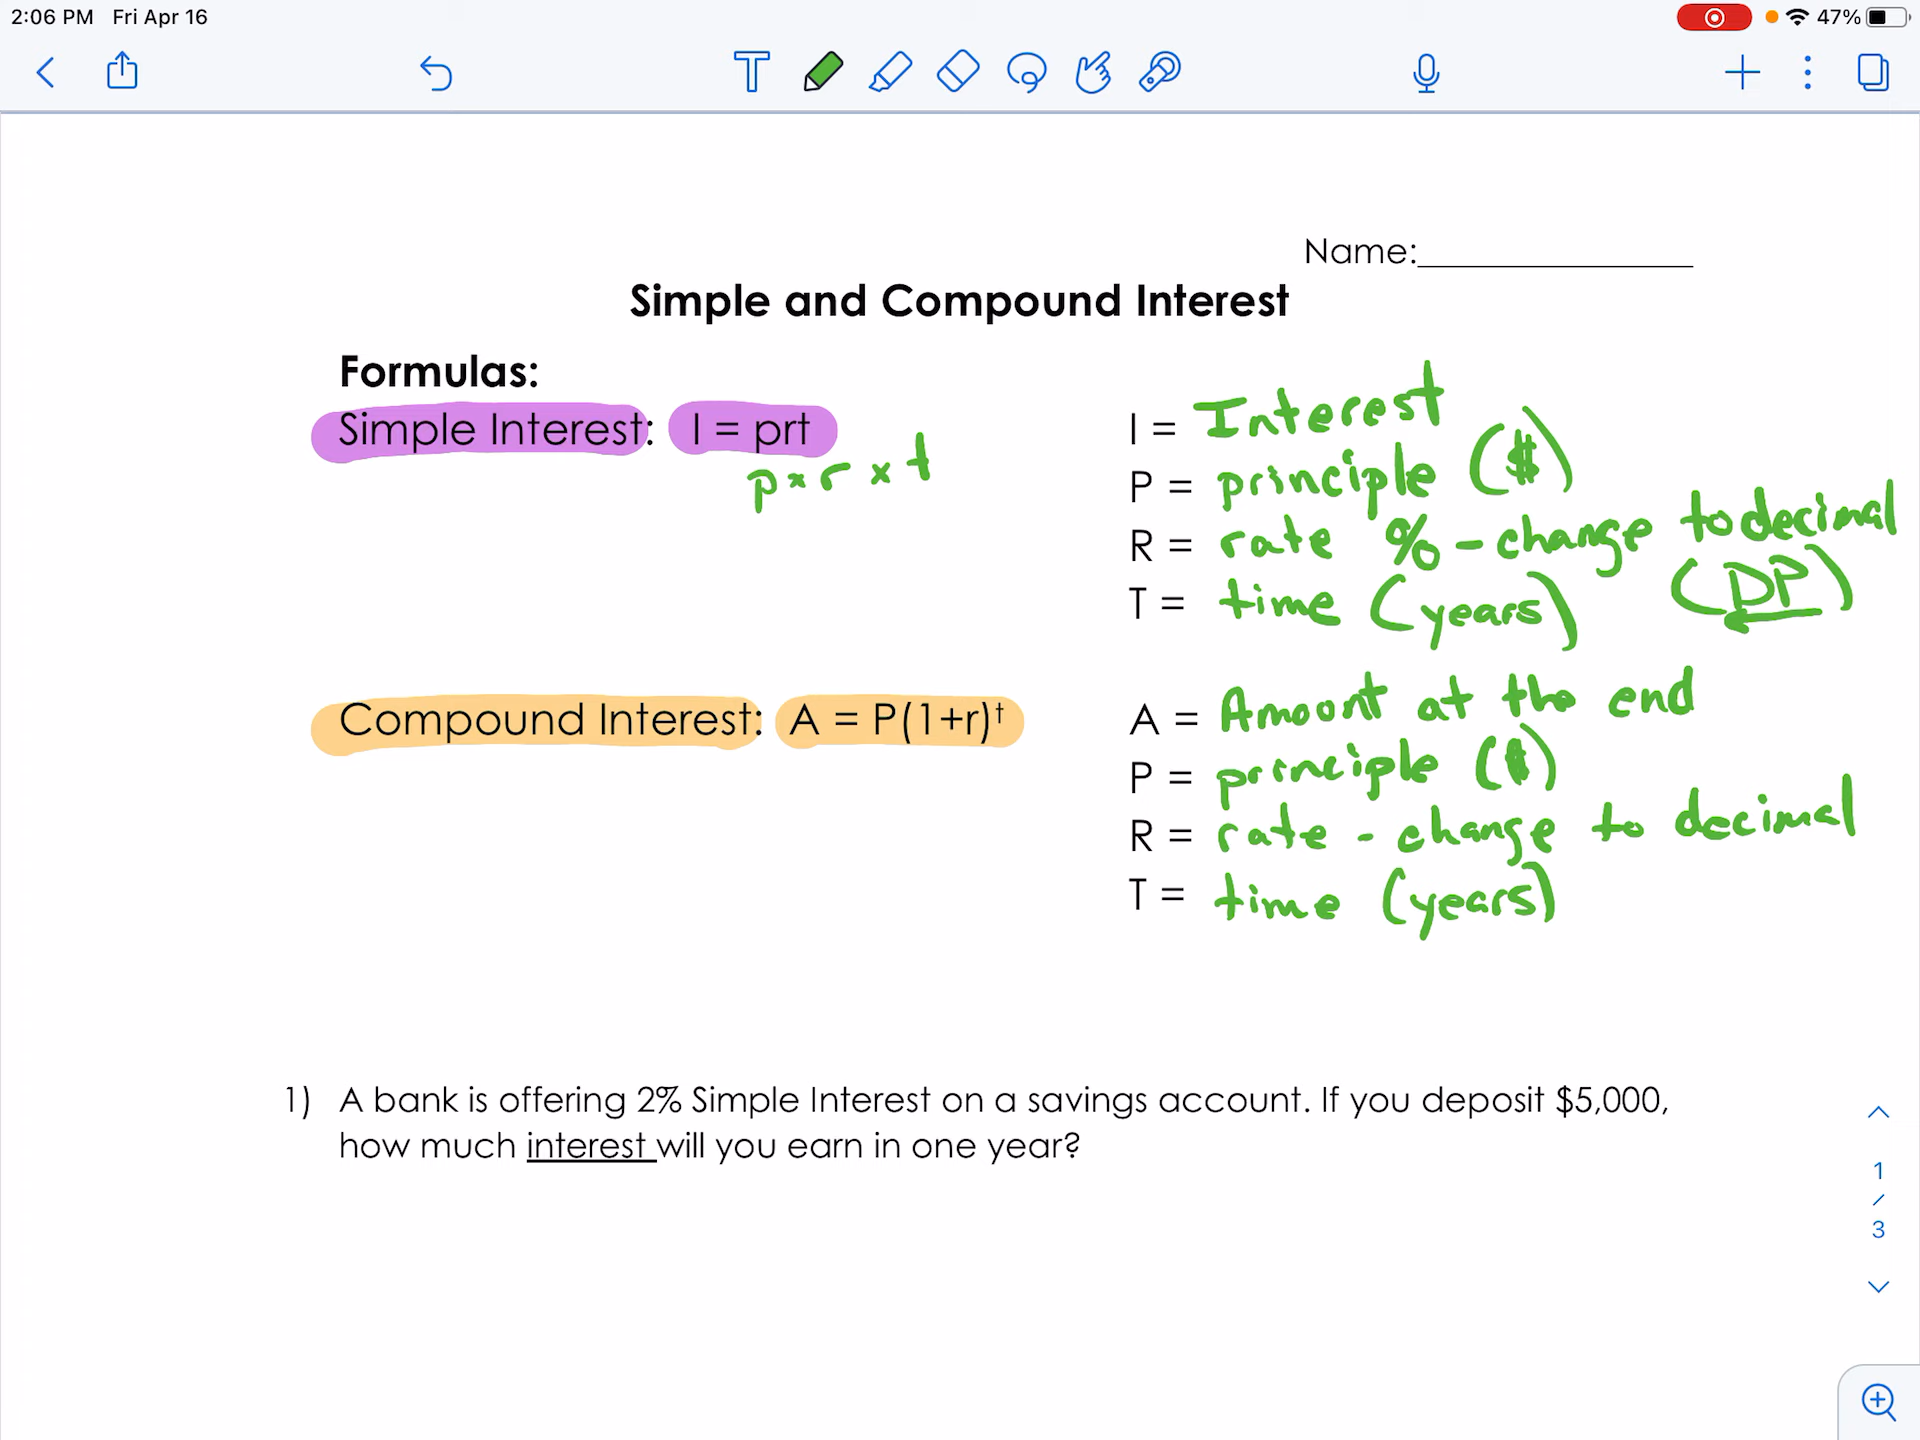 2:06 PM Fri Apr 16
47%
Name:_______________
Simple and Compound Interest
Formulas:
Simple Interest: I = prt
p × r × t
I = Interest
P = principle ($)
R = rate % - change to decimal
(DP)
T = time (years)
Compound Interest: A = P(1+r)ᵗ
A = Amount at the end
P = principle ($)
R = rate - change to decimal
T = time (years)
1) A bank is offering 2% Simple Interest on a savings account. If you deposit $5,000,
how much interest will you earn in one year?
1
/
3